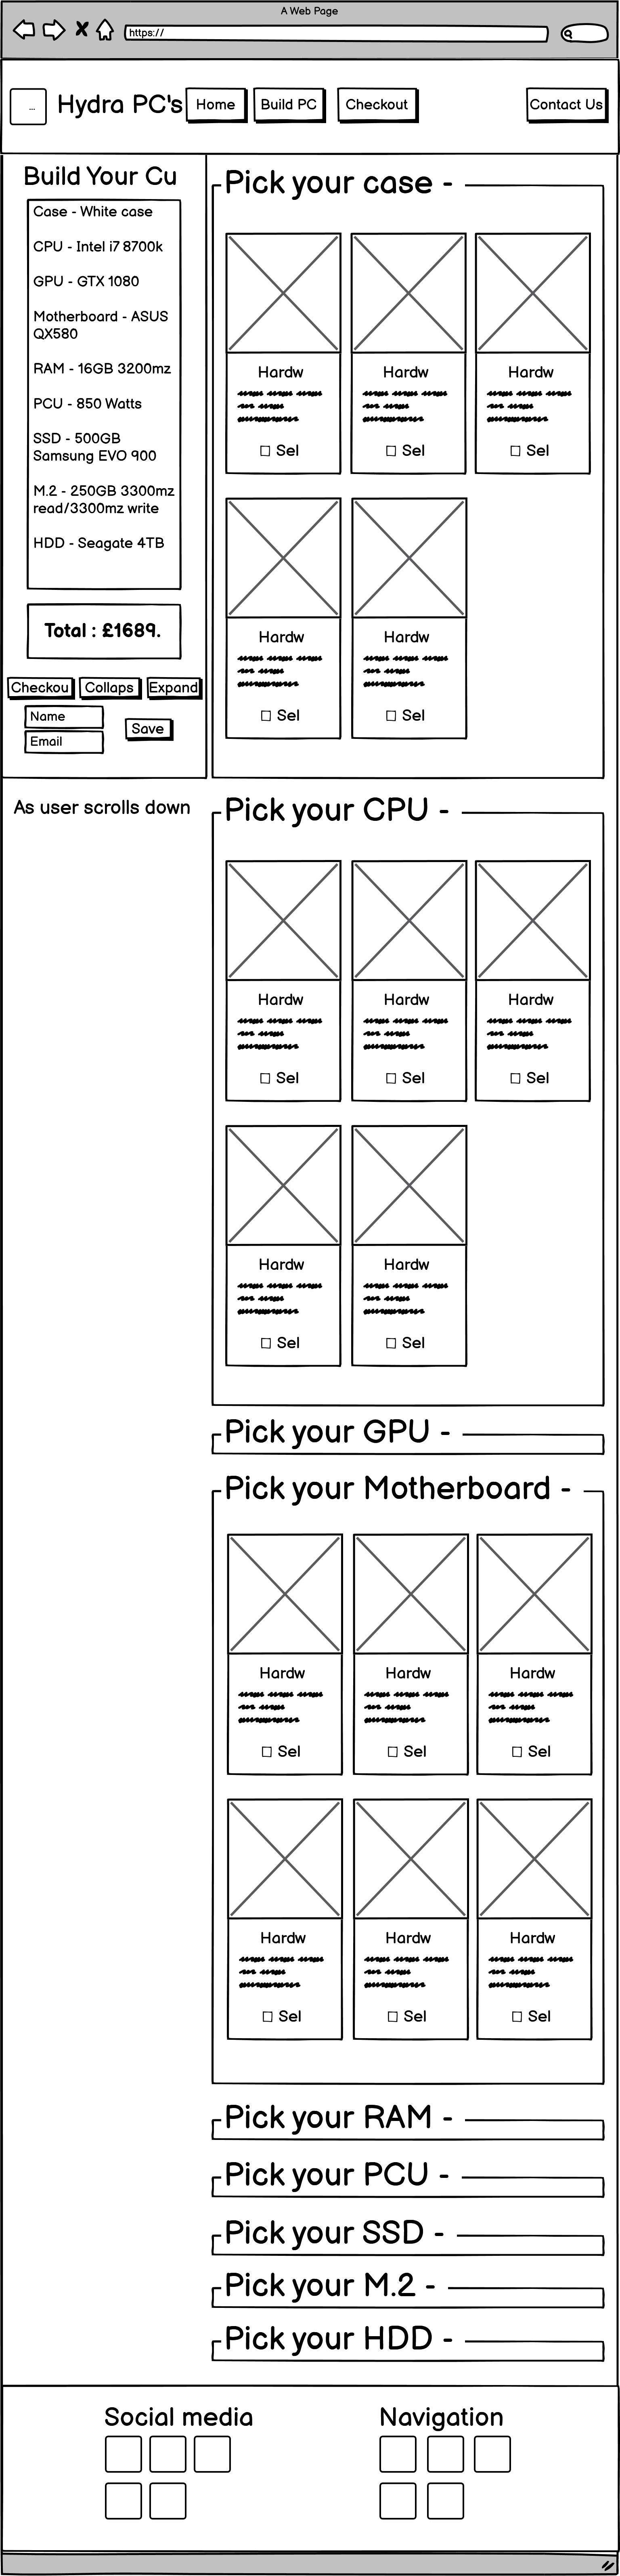 A Web Page
https://
...
Hydra PC's
Home
Build PC
Checkout
Contact Us
Build Your Cu
Case - White case
CPU - Intel i7 8700k
GPU - GTX 1080
Motherboard - ASUS
QX580
RAM - 16GB 3200mz
PCU - 850 Watts
SSD - 500GB
Samsung EVO 900
M.2 - 250GB 3300mz
read/3300mz write
HDD - Seagate 4TB
Total : £1689.
Checkou
Collaps
Expand
Name
Email
Save
As user scrolls down
Pick your case -
Hardw
Hardw
Hardw
Sel
Sel
Sel
Hardw
Hardw
Sel
Sel
Pick your CPU -
Hardw
Hardw
Hardw
Sel
Sel
Sel
Hardw
Hardw
Sel
Sel
Pick your GPU -
Pick your Motherboard -
Hardw
Hardw
Hardw
Sel
Sel
Sel
Hardw
Hardw
Hardw
Sel
Sel
Sel
Pick your RAM -
Pick your PCU -
Pick your SSD -
Pick your M.2 -
Pick your HDD -
Social media
Navigation